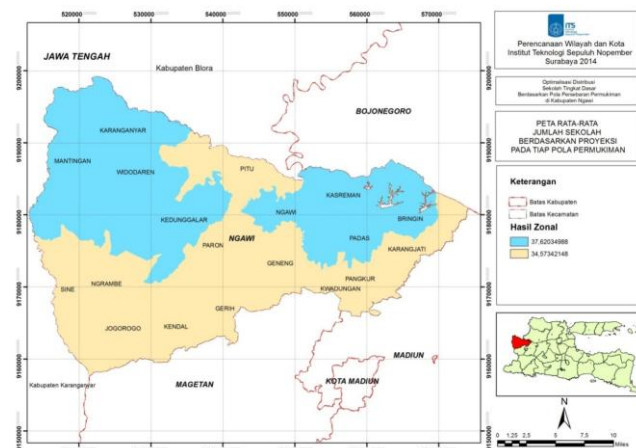 520000 530000 540000 550000 560000 570000
JAWA TENGAH
Kabupaten Blora
BOJONEGORO
KARANGANYAR
MANTINGAN
WIDODAREN
PITU
KASREMAN
KEDUNGGALAR
NGAWI
BRINGIN
PARON
NGAWI
PADAS
KARANGJATI
GENENG
PANGKUR
SINE
NGRAMBE
KWADUNGAN
GERIH
JOGOROGO
KENDAL
MADIUN
Kabupaten Karanganyar
MAGETAN
KOTA MADIUN
9200000
9190000
9180000
9170000
9160000
9150000
ITS
Perencanaan Wilayah dan Kota
Institut Teknologi Sepuluh Nopember
Surabaya 2014
Optimalisasi Distribusi
Sekolah Tingkat Dasar
Berdasarkan Pola Persebaran Permukiman
di Kabupaten Ngawi
PETA RATA-RATA
JUMLAH SEKOLAH
BERDASARKAN PROYEKSI
PADA TIAP POLA PERMUKIMAN
Keterangan
Batas Kabupaten
Batas Kecamatan
Hasil Zonal
37,62034988
34,57342148
N
0 1,25 2,5 5 7,5 10
Miles